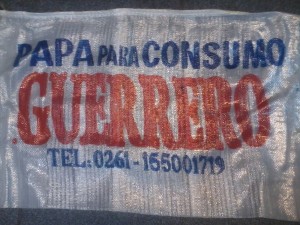 PAPA PARA CONSUMO
.GUERRERO
TEL.: 0261-155001719